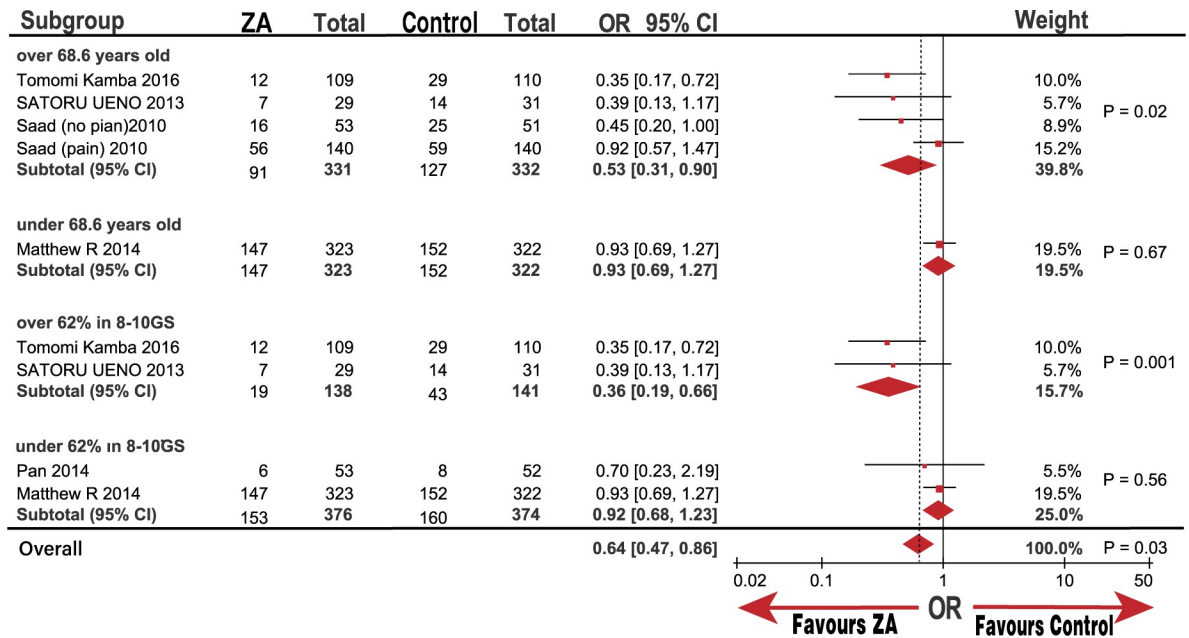 Subgroup ZA Total Control Total OR 95% CI Weight
over 68.6 years old
Tomomi Kamba 2016 12 109 29 110 0.35 [0.17, 0.72] 10.0%
SATORU UENO 2013 7 29 14 31 0.39 [0.13, 1.17] 5.7%
P = 0.02
Saad (no pian)2010 16 53 25 51 0.45 [0.20, 1.00] 8.9%
Saad (pain) 2010 56 140 59 140 0.92 [0.57, 1.47] 15.2%
Subtotal (95% CI) 91 331 127 332 0.53 [0.31, 0.90] 39.8%
under 68.6 years old
Matthew R 2014 147 323 152 322 0.93 [0.69, 1.27] 19.5% P = 0.67
Subtotal (95% CI) 147 323 152 322 0.93 [0.69, 1.27] 19.5%
over 62% in 8-10GS
Tomomi Kamba 2016 12 109 29 110 0.35 [0.17, 0.72] 10.0%
P = 0.001
SATORU UENO 2013 7 29 14 31 0.39 [0.13, 1.17] 5.7%
Subtotal (95% CI) 19 138 43 141 0.36 [0.19, 0.66] 15.7%
under 62% in 8-10GS
Pan 2014 6 53 8 52 0.70 [0.23, 2.19] 5.5%
P = 0.56
Matthew R 2014 147 323 152 322 0.93 [0.69, 1.27] 19.5%
Subtotal (95% CI) 153 376 160 374 0.92 [0.68, 1.23] 25.0%
Overall 0.64 [0.47, 0.86] 100.0% P = 0.03
0.02 0.1 1 10 50
OR
Favours ZA Favours Control